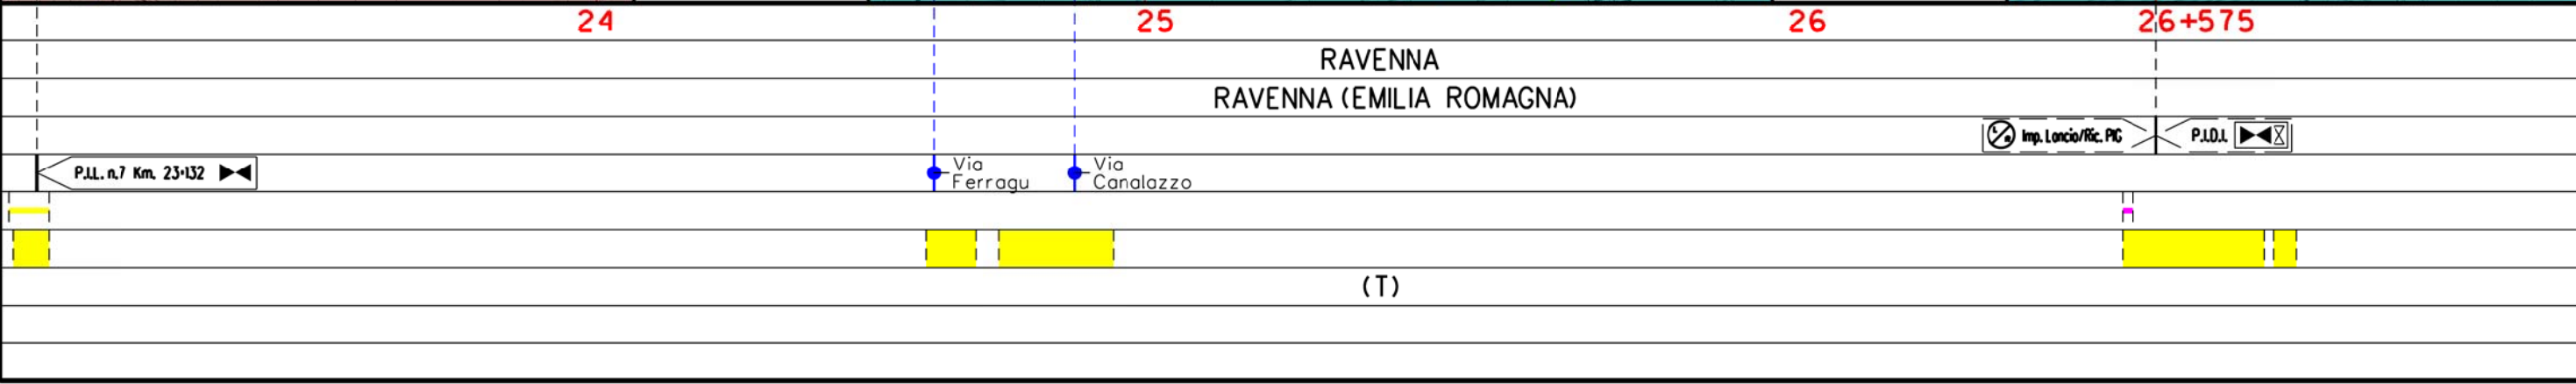 24 25 26 26+575
RAVENNA
RAVENNA (EMILIA ROMAGNA)
L/R Imp. Lancio/Ric. PIG P.I.D.I.
P.I.L. n.7 Km. 23+132 Via Ferragu Via Canalazzo
(T)